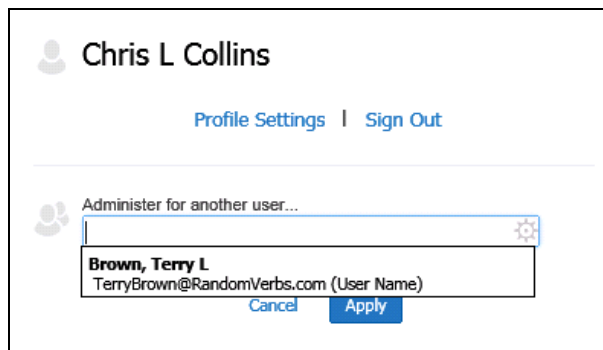 Chris L Collins
Profile Settings | Sign Out
Administer for another user...
Brown, Terry L
TerryBrown@RandomVerbs.com (User Name)
Cancel Apply